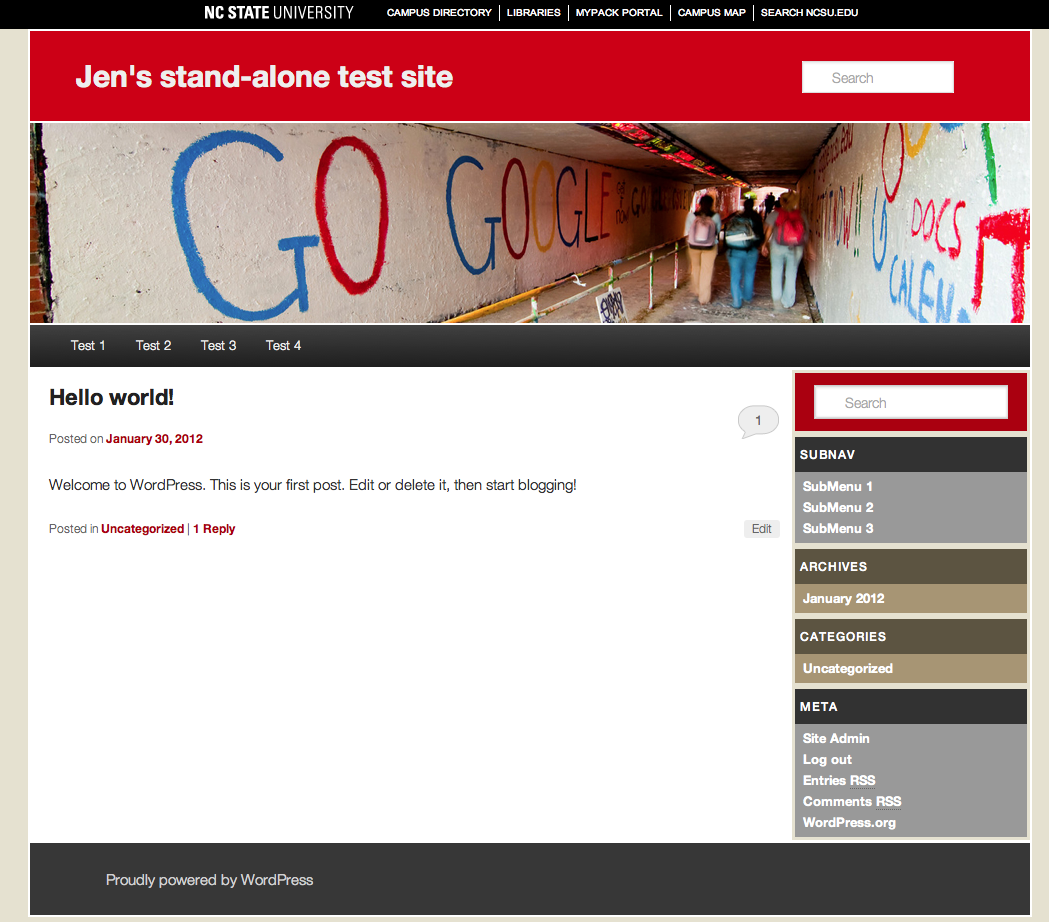 NC STATE UNIVERSITY
CAMPUS DIRECTORY LIBRARIES MYPACK PORTAL CAMPUS MAP SEARCH NCSU.EDU
Jen's stand-alone test site
Search
GO GOOGLE
DOCS
CALEN
Test 1 Test 2 Test 3 Test 4
Hello world!
1
Posted on January 30, 2012
Welcome to WordPress. This is your first post. Edit or delete it, then start blogging!
Posted in Uncategorized | 1 Reply
Edit
Search
SUBNAV
SubMenu 1
SubMenu 2
SubMenu 3
ARCHIVES
January 2012
CATEGORIES
Uncategorized
META
Site Admin
Log out
Entries RSS
Comments RSS
WordPress.org
Proudly powered by WordPress